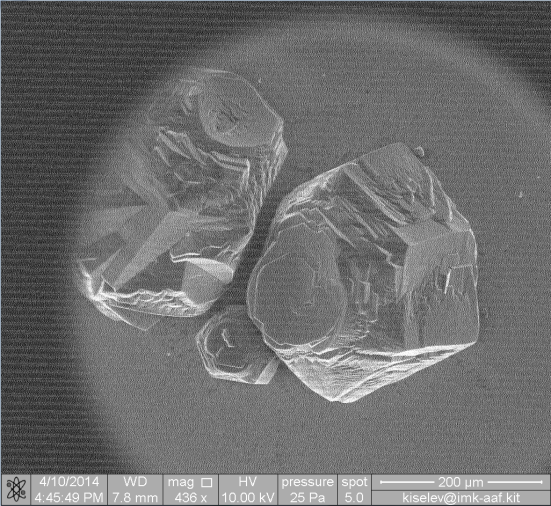 4/10/2014 WD mag HV pressure spot 200 µm
4:45:49 PM 7.8 mm 436 x 10.00 kV 25 Pa 5.0 kiselev@imk-aaf.kit